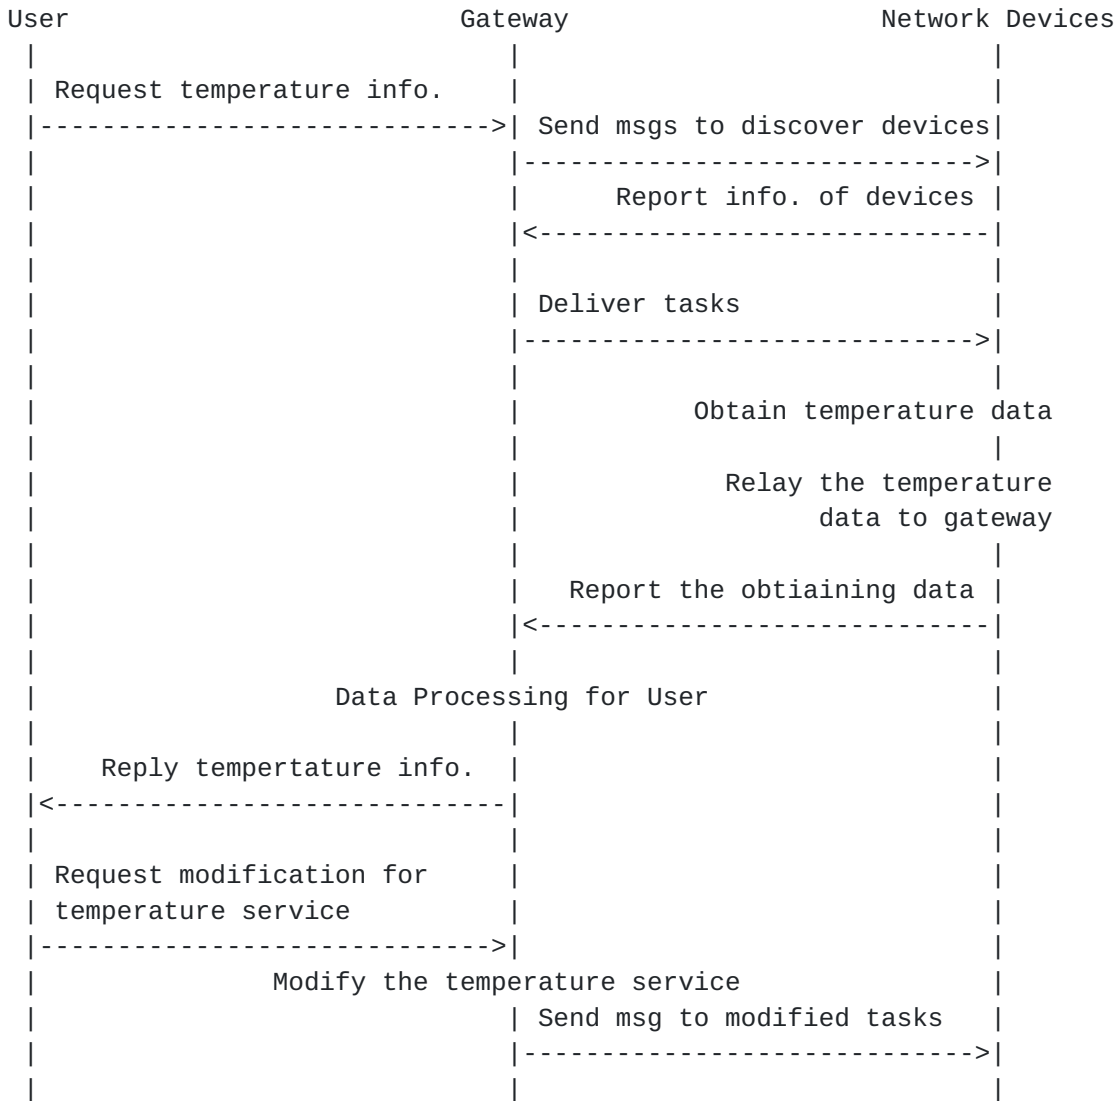 User Gateway Network Devices
Request temperature info.
Send msgs to discover devices
Report info. of devices
Deliver tasks
Obtain temperature data
Relay the temperature
data to gateway
Report the obtiaining data
Data Processing for User
Reply tempertature info.
Request modification for
temperature service
Modify the temperature service
Send msg to modified tasks